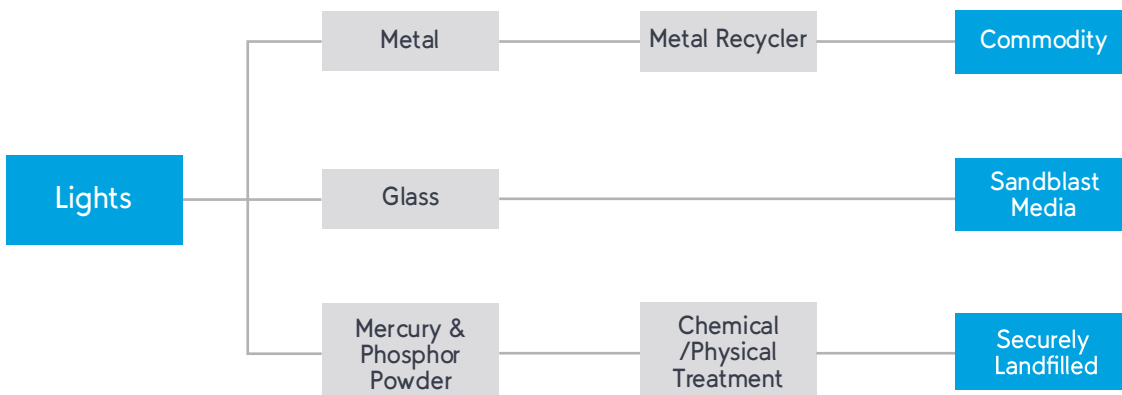 Metal
Metal Recycler
Commodity
Lights
Glass
Sandblast
Media
Mercury &
Phosphor
Powder
Chemical
/Physical
Treatment
Securely
Landfilled